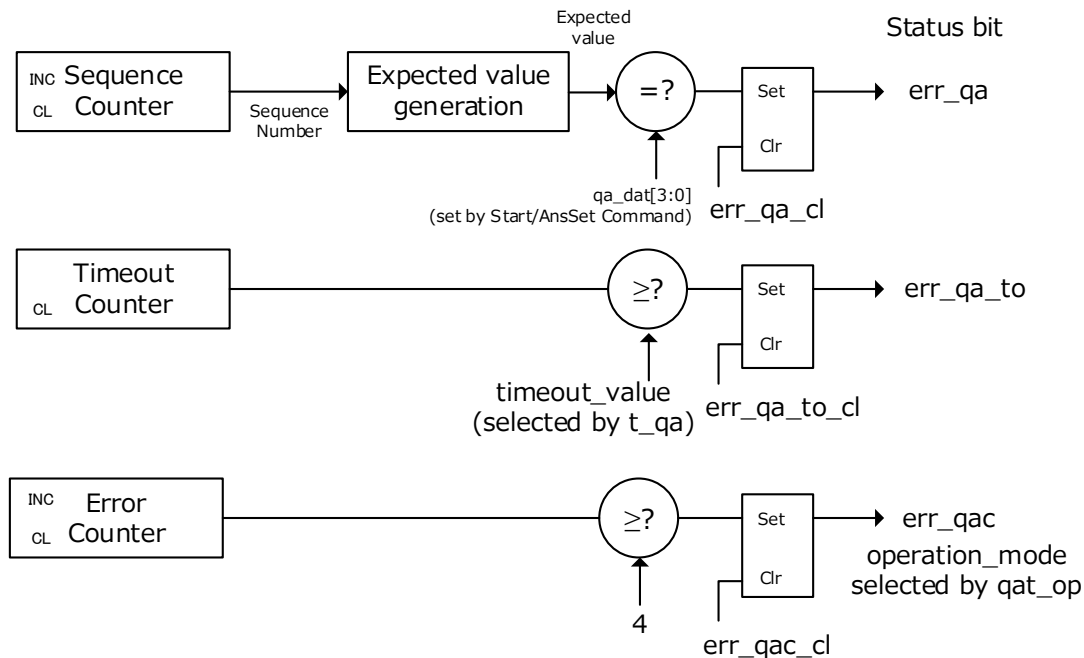 Status bit
INC Sequence
CL Counter
Sequence
Number
Expected value
generation
Expected
value
=?
qa_dat[3:0]
(set by Start/AnsSet Command)
Set
Clr
err_qa_cl
err_qa
Timeout
CL Counter
≥?
timeout_value
(selected by t_qa)
Set
Clr
err_qa_to_cl
err_qa_to
INC Error
CL Counter
≥?
4
Set
Clr
err_qac_cl
err_qac
operation_mode
selected by qat_op